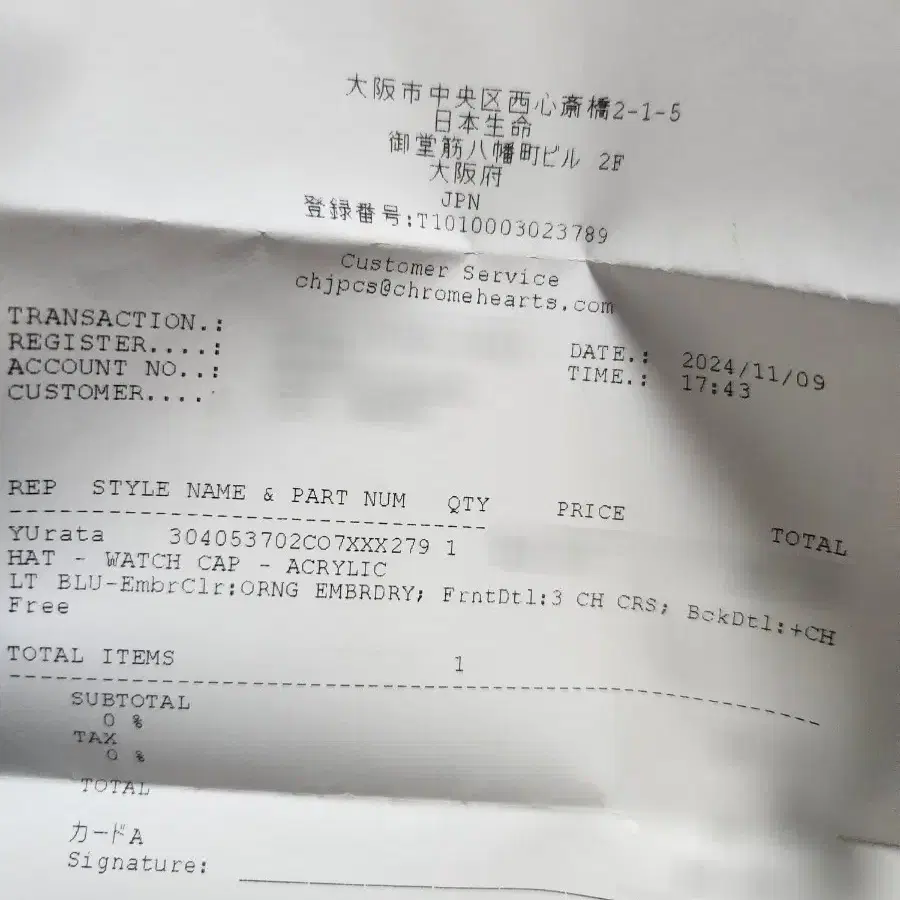 大阪市中央区西心斎橋2-1-5
日本生命
御堂筋八幡町ビル 2F
大阪府
JPN
登録番号:T1010003023789
Customer Service
chjpcs@chromehearts.com
TRANSACTION.:
REGISTER....: DATE.: 2024/11/09
ACCOUNT NO..: TIME.: 17:43
CUSTOMER....
REP STYLE NAME & PART NUM QTY PRICE TOTAL
YUrata 304053702CO7XXX279 1
HAT - WATCH CAP - ACRYLIC
LT BLU-EmbrClr:ORNG EMBRDRY; FrntDtl:3 CH CRS; BckDtl:+CH
Free
TOTAL ITEMS 1
SUBTOTAL
0 %
TAX
0 %
TOTAL
カードA
Signature: